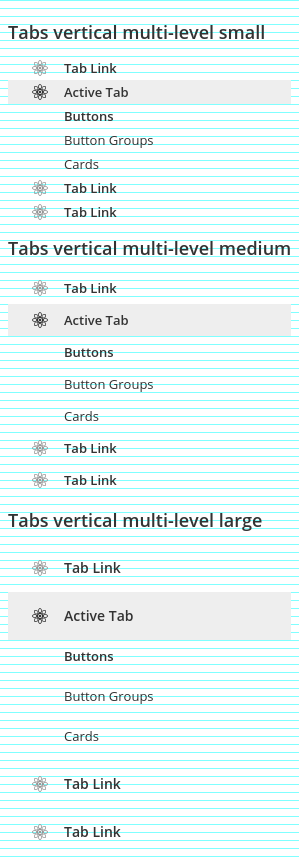 Tabs vertical multi-level small
Tab Link
Active Tab
Buttons
Button Groups
Cards
Tab Link
Tab Link
Tabs vertical multi-level medium
Tab Link
Active Tab
Buttons
Button Groups
Cards
Tab Link
Tab Link
Tabs vertical multi-level large
Tab Link
Active Tab
Buttons
Button Groups
Cards
Tab Link
Tab Link